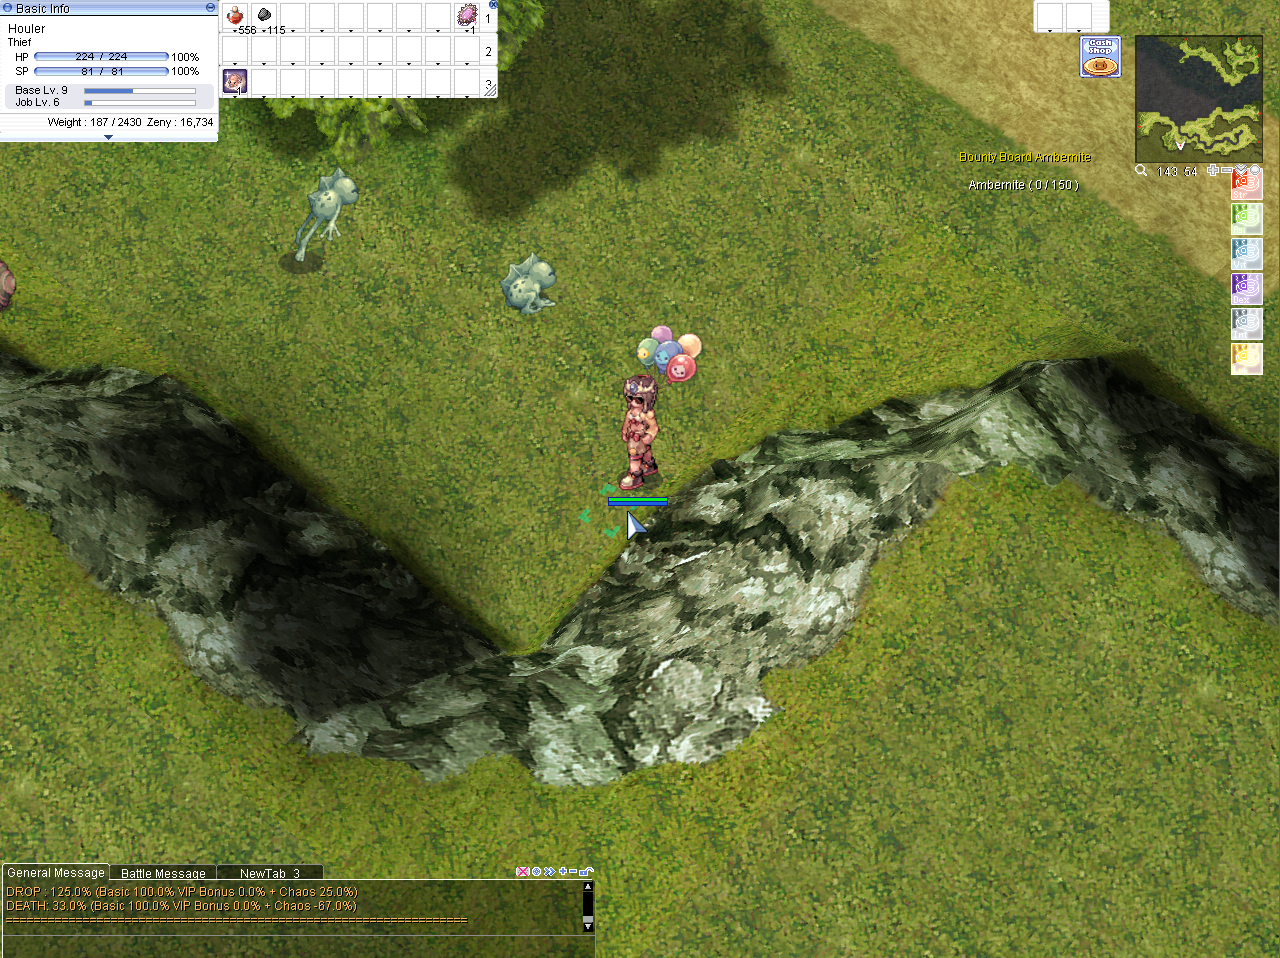 Basic Info
Houler
Thief
HP 224 / 224 100%
SP 81 / 81 100%
Base Lv. 9
Job Lv. 6
Weight : 187 / 2430 Zeny : 16,734
556 115 1 1
2
1 3
Cash Shop
143 54
Bounty Board Ambernite
Ambernite ( 0 / 150 )
Str
Dex
General Message Battle Message NewTab 3
DROP : 125.0% (Basic 100.0% VIP Bonus 0.0% + Chaos 25.0%)
DEATH: 33.0% (Basic 100.0% VIP Bonus 0.0% + Chaos -67.0%)